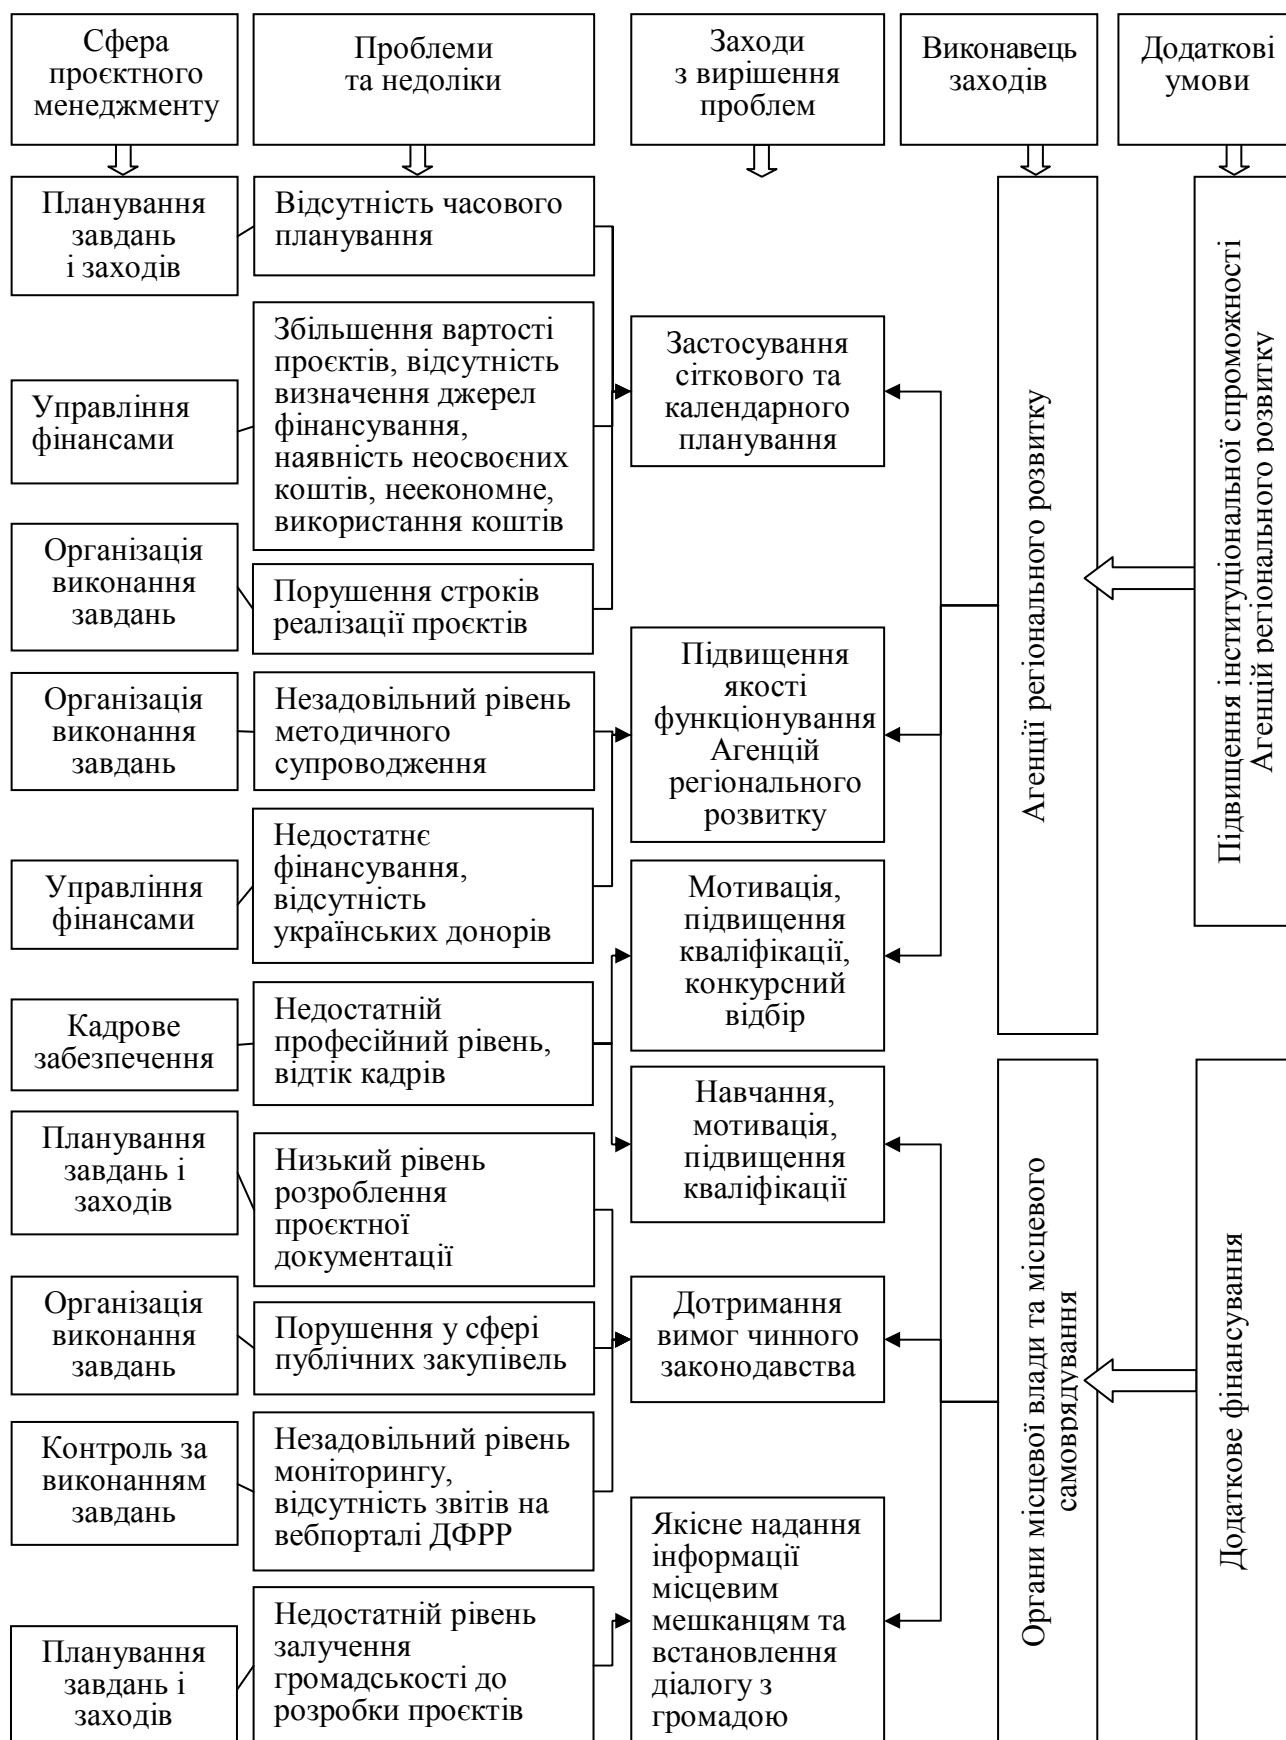 Сфера
проєктного
менеджменту
Проблеми
та недоліки
Заходи
з вирішення
проблем
Виконавець
заходів
Додаткові
умови
Планування
завдань
і заходів
Управління
фінансами
Організація
виконання
завдань
Організація
виконання
завдань
Управління
фінансами
Кадрове
забезпечення
Планування
завдань і
заходів
Організація
виконання
завдань
Контроль за
виконанням
завдань
Планування
завдань і
заходів
Відсутність часового
планування
Збільшення вартості
проєктів, відсутність
визначення джерел
фінансування,
наявність неосвоєних
коштів, неекономне,
використання коштів
Порушення строків
реалізації проєктів
Незадовільний рівень
методичного
супроводження
Недостатнє
фінансування,
відсутність
українських донорів
Недостатній
професійний рівень,
відтік кадрів
Низький рівень
розроблення
проєктної
документації
Порушення у сфері
публічних закупівель
Незадовільний рівень
моніторингу,
відсутність звітів на
вебпорталі ДФРР
Недостатній рівень
залучення
громадськості до
розробки проєктів
Застосування
сіткового та
календарного
планування
Підвищення
якості
функціонування
Агенцій
регіонального
розвитку
Мотивація,
підвищення
кваліфікації,
конкурсний
відбір
Навчання,
мотивація,
підвищення
кваліфікації
Дотримання
вимог чинного
законодавства
Якісне надання
інформації
місцевим
мешканцям та
встановлення
діалогу з
громадою
Агенції регіонального розвитку
Органи місцевої влади та місцевого
самоврядування
Підвищення інституціональної спроможності
Агенцій регіонального розвитку
Додаткове фінансування